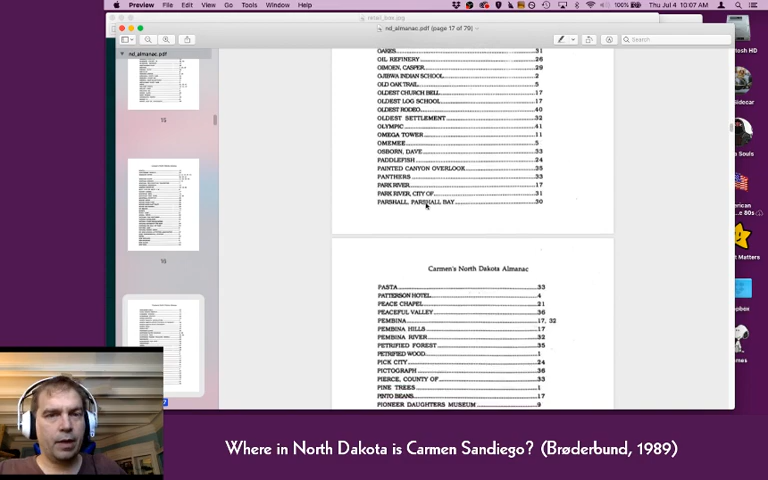 Preview File Edit View Go Tools Window Help
100%
Thu Jul 4 10:07 AM
retail_box.jpg
nd_almanac.pdf (page 17 of 79)
Search
nd_almanac.pdf
15
16
17
OAKES 31
OIL REFINERY 26
OJIBWA INDIAN SCHOOL 2
OLD OAK TRAIL 5
OLDEST CHURCH BELL 17
OLDEST LOG SCHOOL 17
OLDEST RODEO 40
OLDEST SETTLEMENT 32
OLYMPIC 41
OMEGA TOWER 11
OMEMEE 5
OSBORN, DAVE 33
PADDLEFISH 24
PAINTED CANYON OVERLOOK 35
PANTHERS 33
PARK RIVER 17
PARK RIVER, CITY OF 31
PARSHALL, PARSHALL BAY 30
Carmen's North Dakota Almanac
PASTA 33
PATTERSON HOTEL 4
PEACE CHAPEL 21
PEACEFUL VALLEY 36
PEMBINA 17, 32
PEMBINA HILLS 17
PEMBINA RIVER 32
PETRIFIED FOREST 35
PETRIFIED WOOD 1
PICK CITY 24
PICTOGRAPH 36
PIERCE, COUNTY OF 33
PINE TREES 1
PINTO BEANS 17
PIONEER DAUGHTERS MUSEUM 9
Where in North Dakota is Carmen Sandiego? (Brøderbund, 1989)